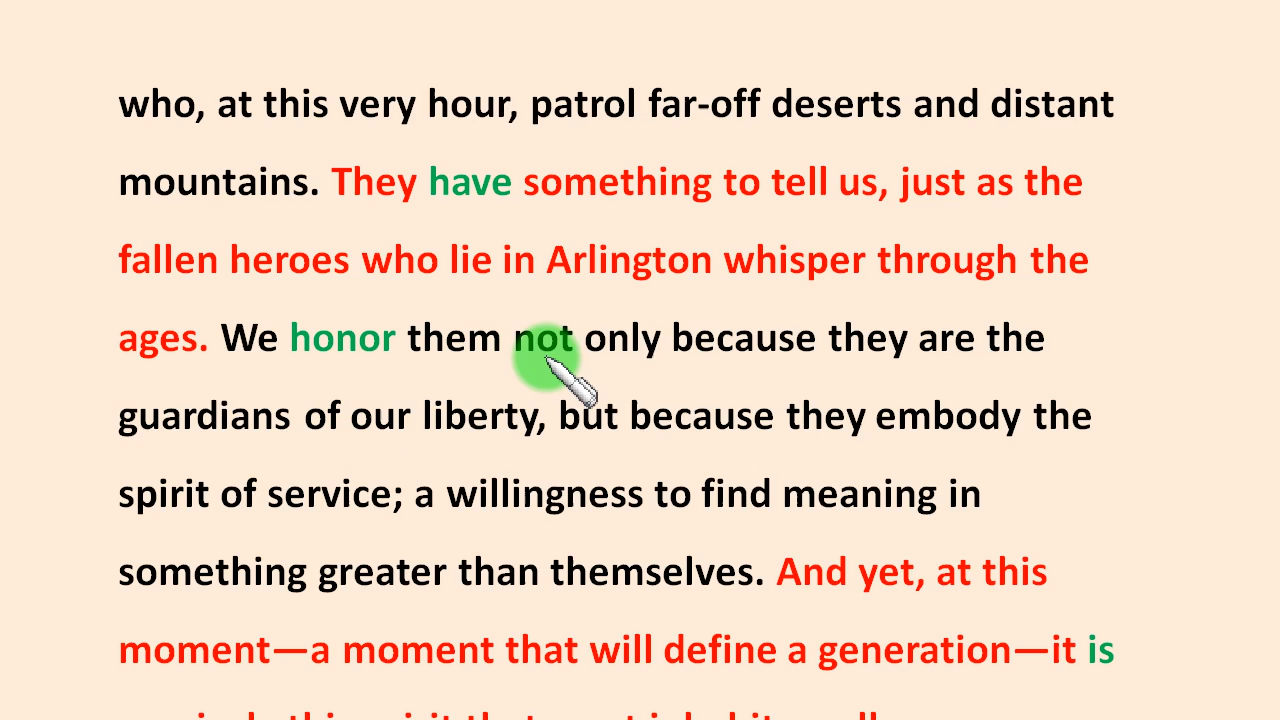 who, at this very hour, patrol far-off deserts and distant
mountains. They have something to tell us, just as the
fallen heroes who lie in Arlington whisper through the
ages. We honor them not only because they are the
guardians of our liberty, but because they embody the
spirit of service; a willingness to find meaning in
something greater than themselves. And yet, at this
moment—a moment that will define a generation—it is